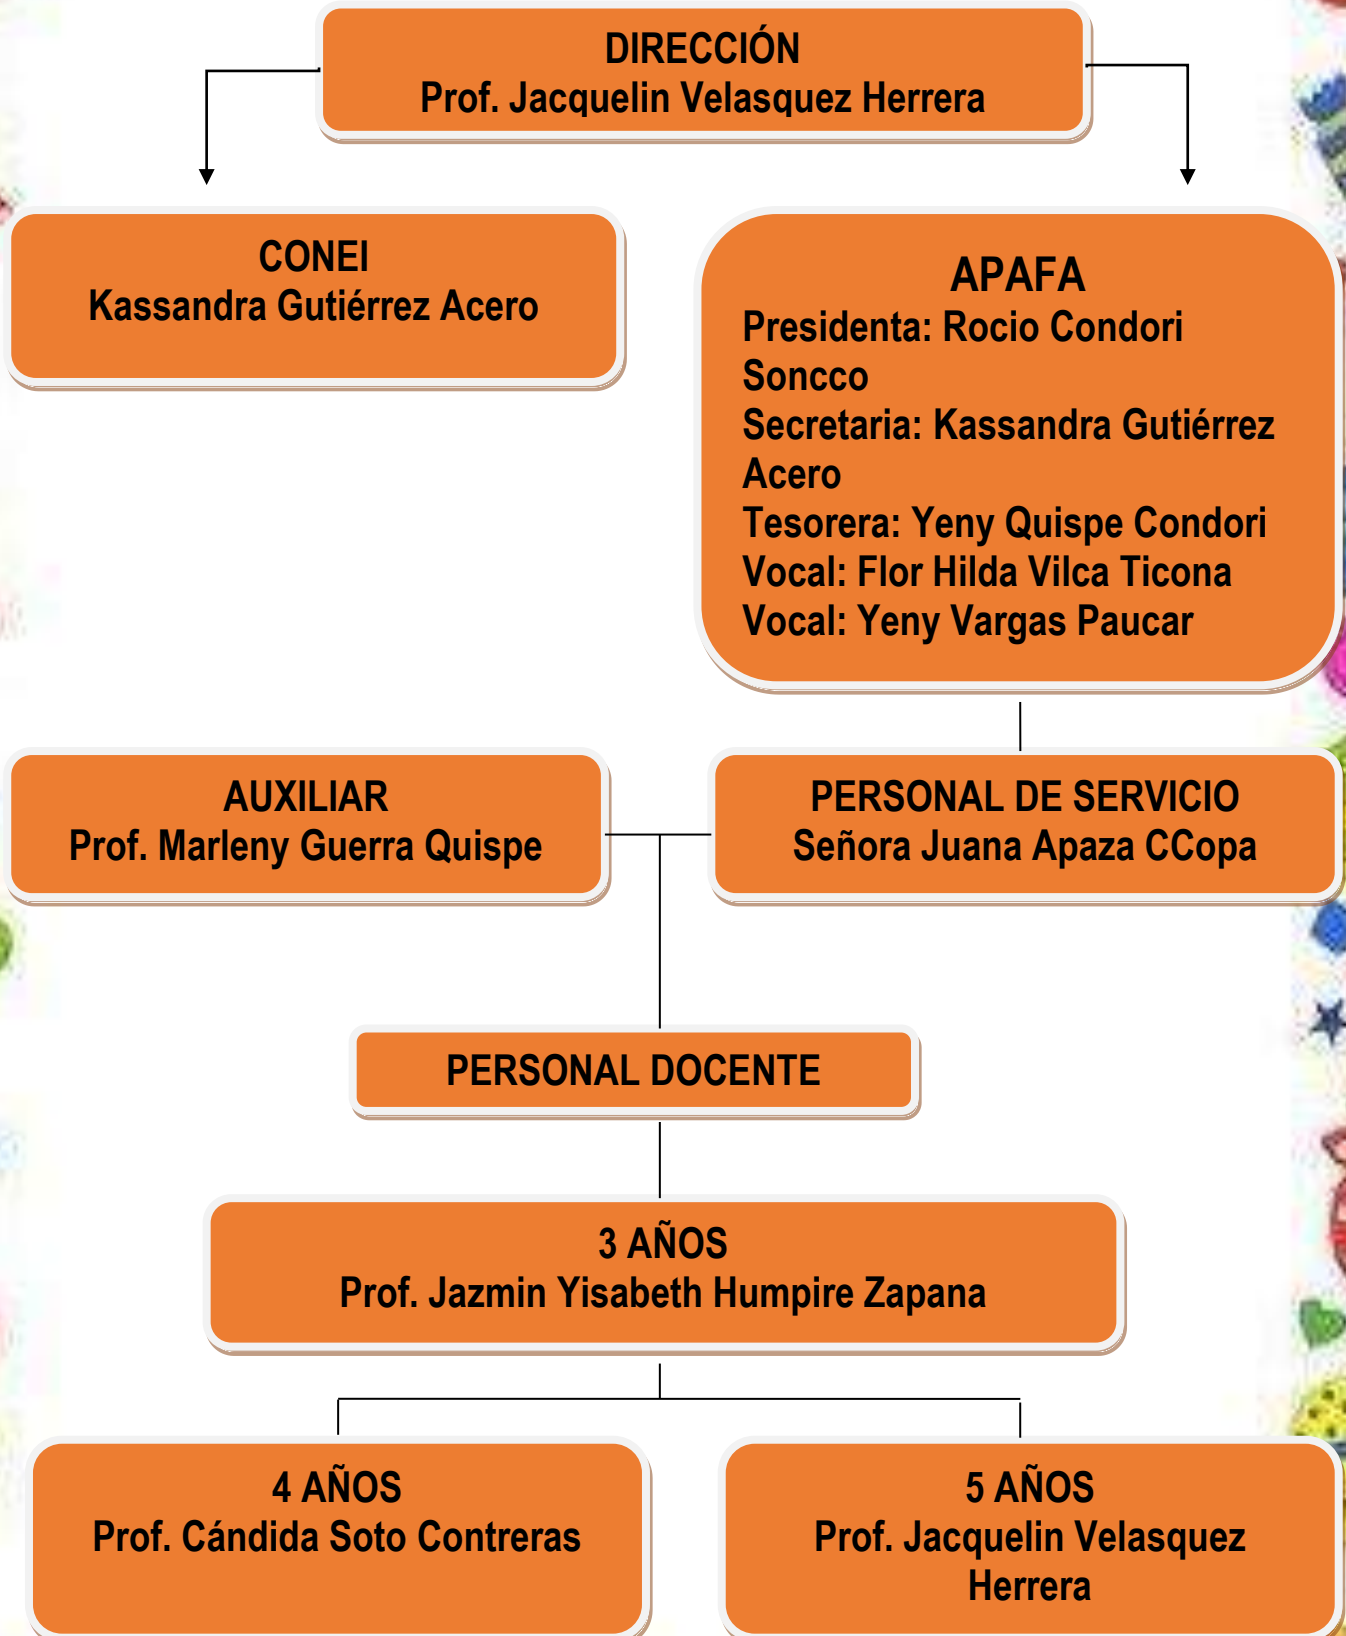 DIRECCIÓN
Prof. Jacquelin Velasquez Herrera
CONEI
Kassandra Gutiérrez Acero
APAFA
Presidenta: Rocio Condori
Soncco
Secretaria: Kassandra Gutiérrez
Acero
Tesorera: Yeny Quispe Condori
Vocal: Flor Hilda Vilca Ticona
Vocal: Yeny Vargas Paucar
AUXILIAR
Prof. Marleny Guerra Quispe
PERSONAL DE SERVICIO
Señora Juana Apaza CCopa
PERSONAL DOCENTE
3 AÑOS
Prof. Jazmin Yisabeth Humpire Zapana
4 AÑOS
Prof. Cándida Soto Contreras
5 AÑOS
Prof. Jacquelin Velasquez
Herrera